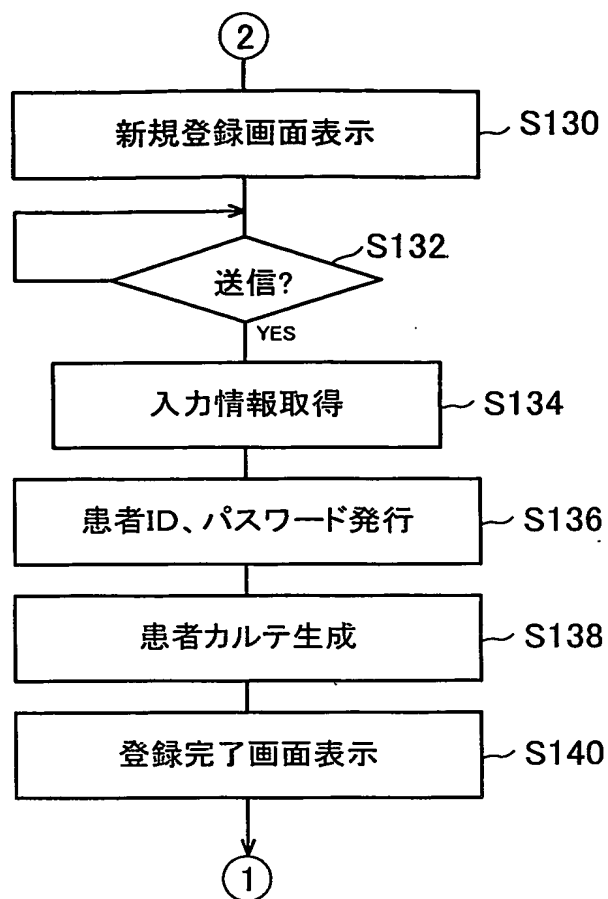 2
新規登録画面表示
S130
S132
送信?
YES
入力情報取得
S134
患者ID、パスワード発行
S136
患者カルテ生成
S138
登録完了画面表示
S140
1